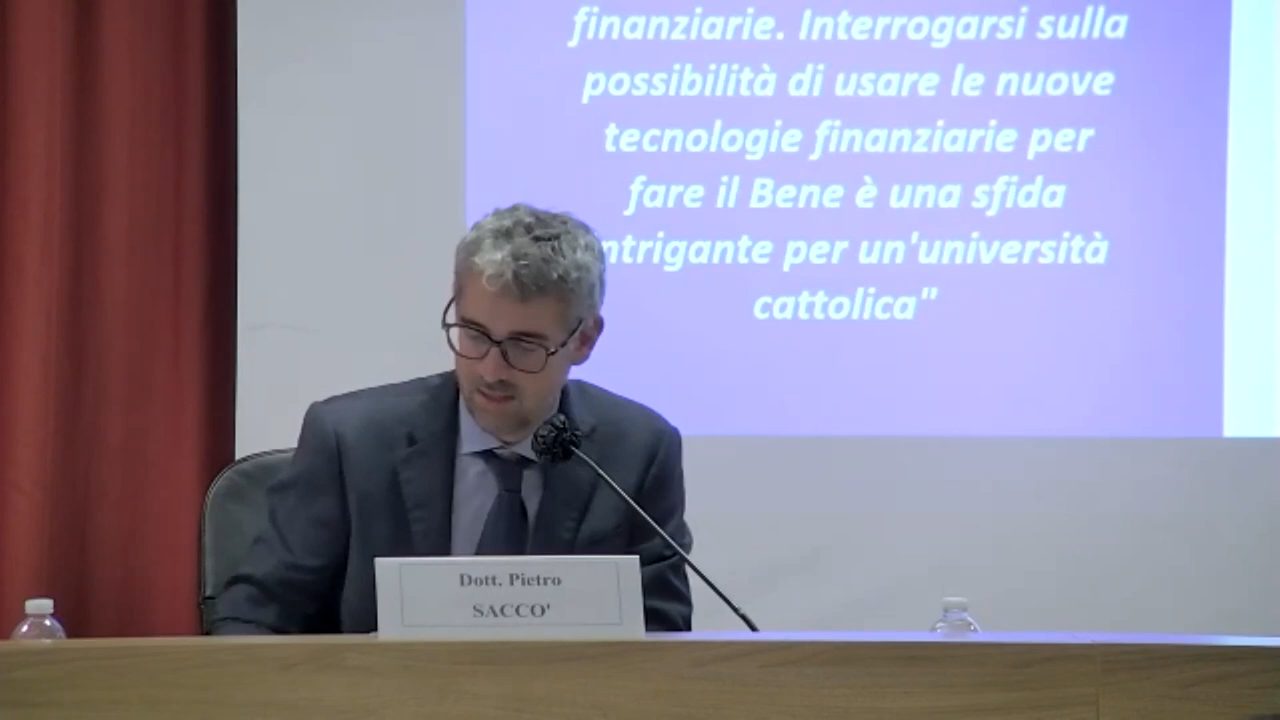 finanziarie. Interrogarsi sulla
possibilità di usare le nuove
tecnologie finanziarie per
fare il Bene è una sfida
ntrigante per un'università
cattolica"
Dott. Pietro
SACCO'